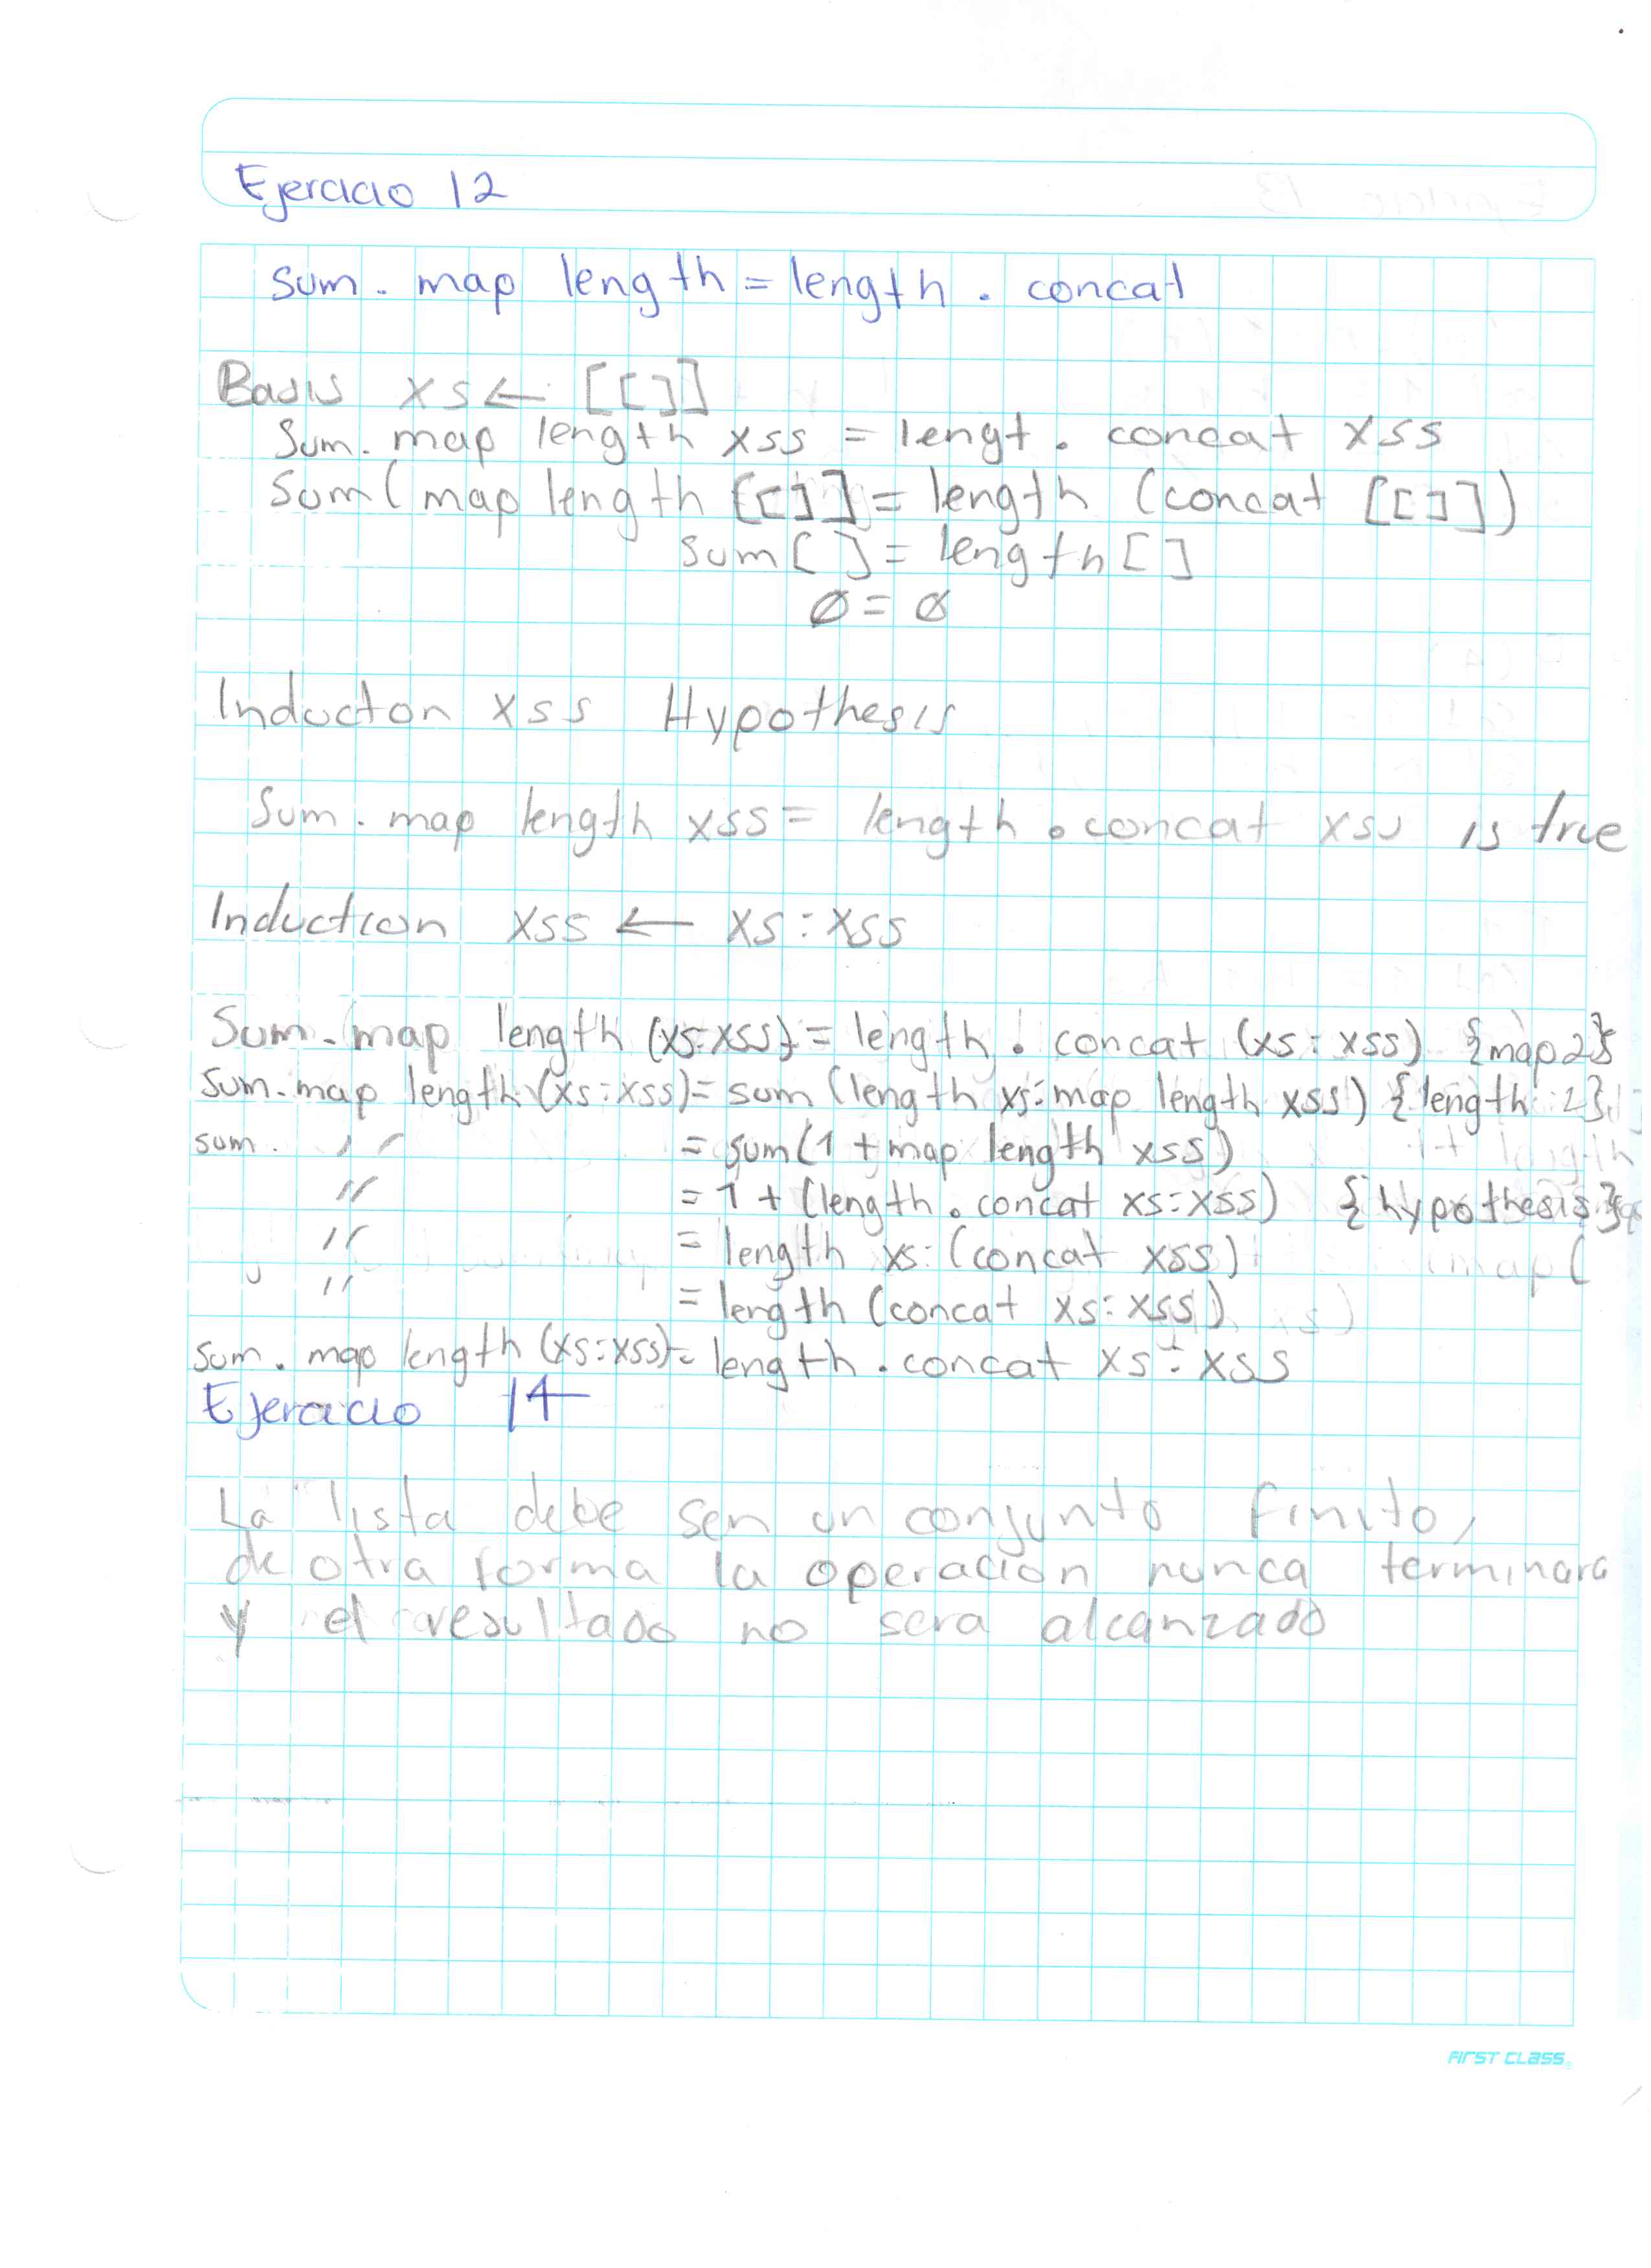 Ejercicio 12
sum. map length = length . concat
Basis xs ← [[]]
Sum. map length xss = lengt . concat xss
Sum (map length [[]] = length (concat [[]])
sum [ ] = length [ ]
0 = 0
Inducton xss Hypothesis
Sum. map length xss = length . concat xss is true
Induction xss ← xs : xss
Sum. map length (xs:xss) = length . concat (xs : xss) {map 2}
sum. map length (xs:xss) = sum (length xs: map length xss) {length 2}
sum. " = sum (1 + map length xss)
" = 1 + (length . concat xs:xss) {hypothesis}
" = length xs: (concat xss)
" = length (concat xs:xss)
sum. map length (xs:xss) = length . concat xs : xss
Ejercicio 14
La lista debe sen un conjunto finito,
de otra forma la operacion nunca terminara
y el resultado no sera alcanzado
First Class